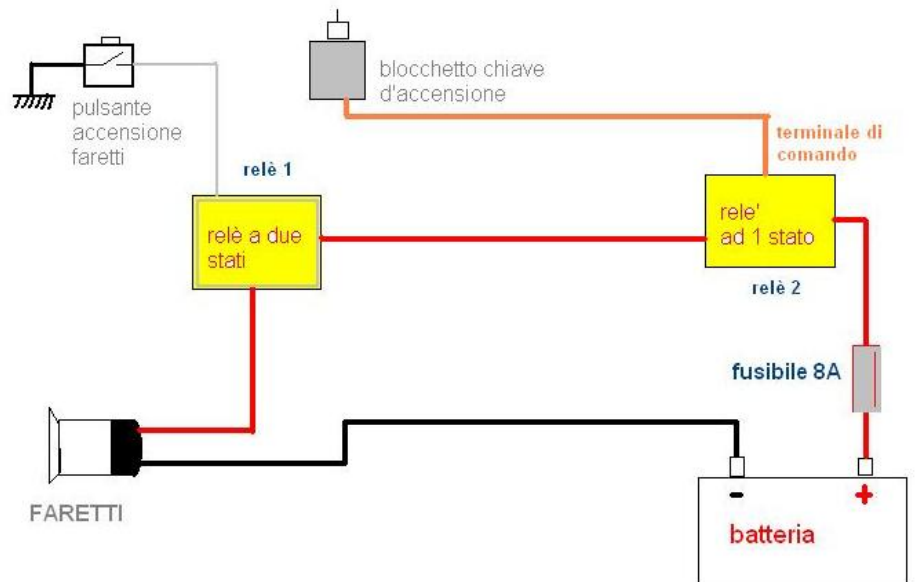 blocchetto chiave
d'accensione
pulsante
accensione
faretti
terminale di
comando
relè 1
relè a due
stati
rele'
ad 1 stato
relè 2
fusibile 8A
FARETTI
- +
batteria